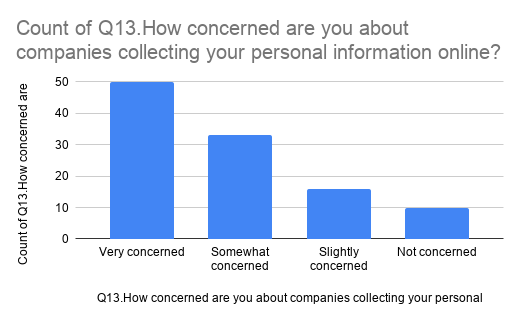 Count of Q13.How concerned are you about
companies collecting your personal information online?
Count of Q13.How concerned are
50
40
30
20
10
0
Very concerned
Somewhat
concerned
Slightly
concerned
Not concerned
Q13.How concerned are you about companies collecting your personal